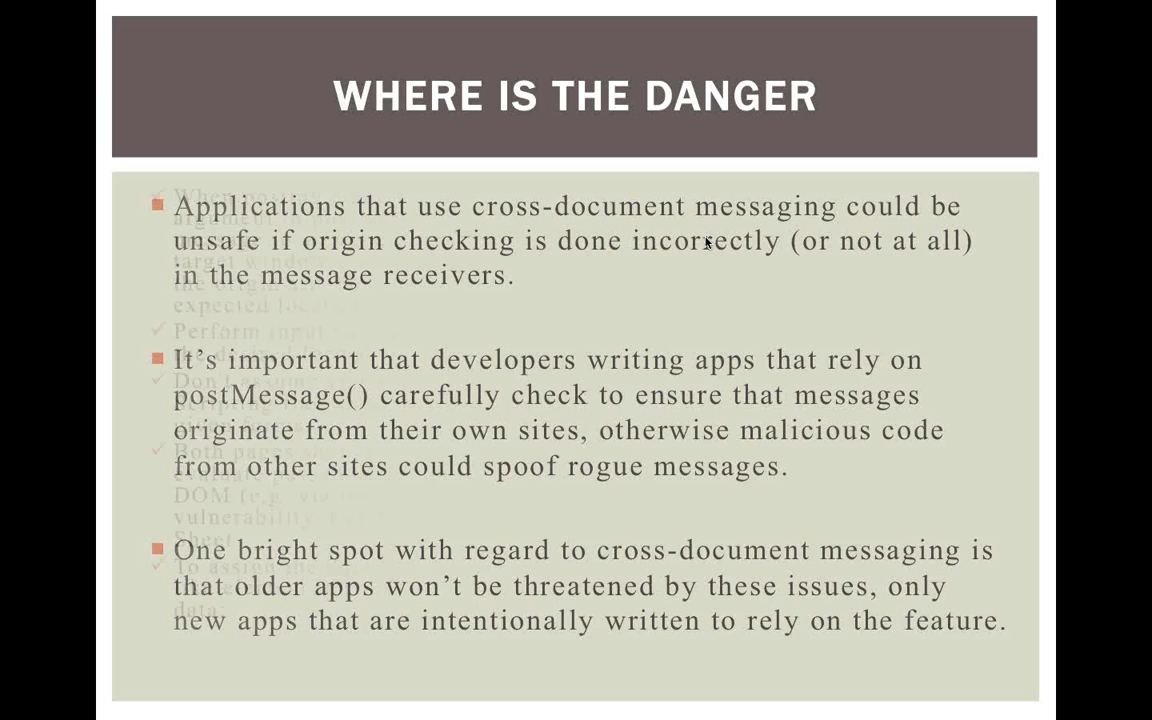 WHERE IS THE DANGER
Applications that use cross-document messaging could be
unsafe if origin checking is done incorrectly (or not at all)
in the message receivers.
It’s important that developers writing apps that rely on
postMessage() carefully check to ensure that messages
originate from their own sites, otherwise malicious code
from other sites could spoof rogue messages.
One bright spot with regard to cross-document messaging is
that older apps won’t be threatened by these issues, only
new apps that are intentionally written to rely on the feature.